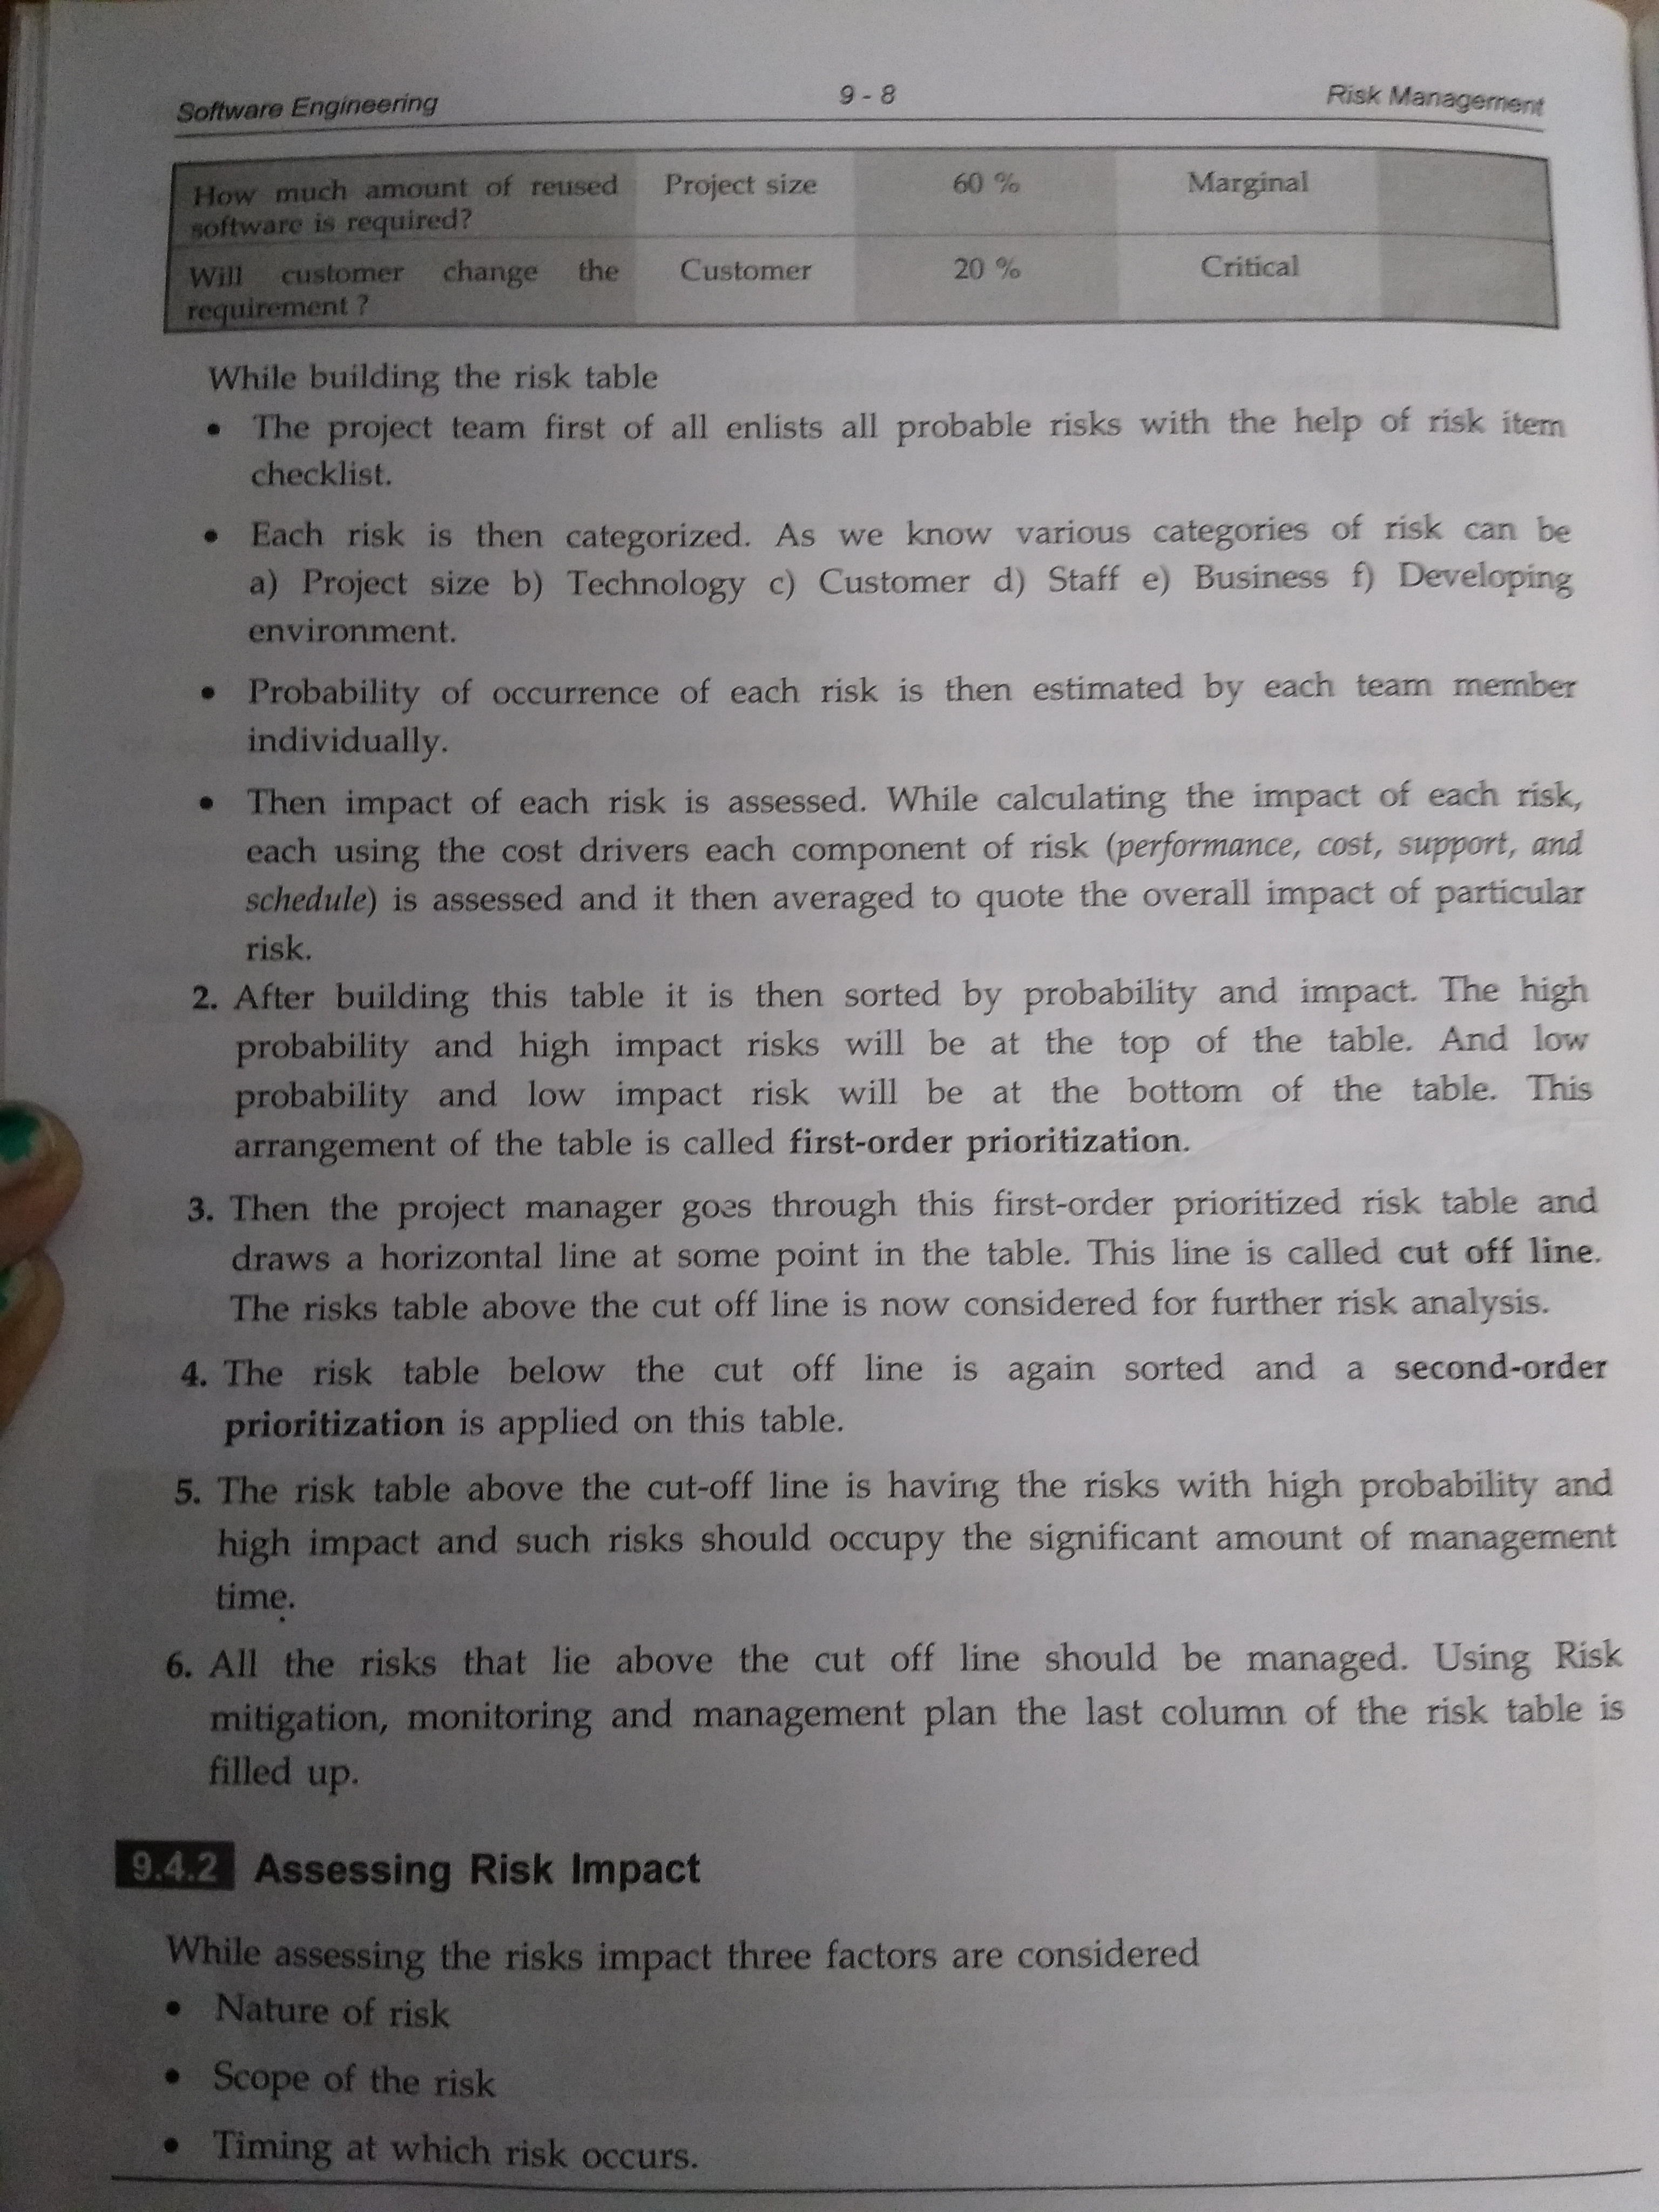 Software Engineering 9 - 8 Risk Management
How much amount of reused Project size 60 % Marginal
software is required?
Will customer change the Customer 20 % Critical
requirement ?
While building the risk table
• The project team first of all enlists all probable risks with the help of risk item
checklist.
• Each risk is then categorized. As we know various categories of risk can be
a) Project size b) Technology c) Customer d) Staff e) Business f) Developing
environment.
• Probability of occurrence of each risk is then estimated by each team member
individually.
• Then impact of each risk is assessed. While calculating the impact of each risk,
each using the cost drivers each component of risk (performance, cost, support, and
schedule) is assessed and it then averaged to quote the overall impact of particular
risk.
2. After building this table it is then sorted by probability and impact. The high
probability and high impact risks will be at the top of the table. And low
probability and low impact risk will be at the bottom of the table. This
arrangement of the table is called first-order prioritization.
3. Then the project manager goes through this first-order prioritized risk table and
draws a horizontal line at some point in the table. This line is called cut off line.
The risks table above the cut off line is now considered for further risk analysis.
4. The risk table below the cut off line is again sorted and a second-order
prioritization is applied on this table.
5. The risk table above the cut-off line is having the risks with high probability and
high impact and such risks should occupy the significant amount of management
time.
6. All the risks that lie above the cut off line should be managed. Using Risk
mitigation, monitoring and management plan the last column of the risk table is
filled up.
9.4.2 Assessing Risk Impact
While assessing the risks impact three factors are considered
• Nature of risk
• Scope of the risk
• Timing at which risk occurs.